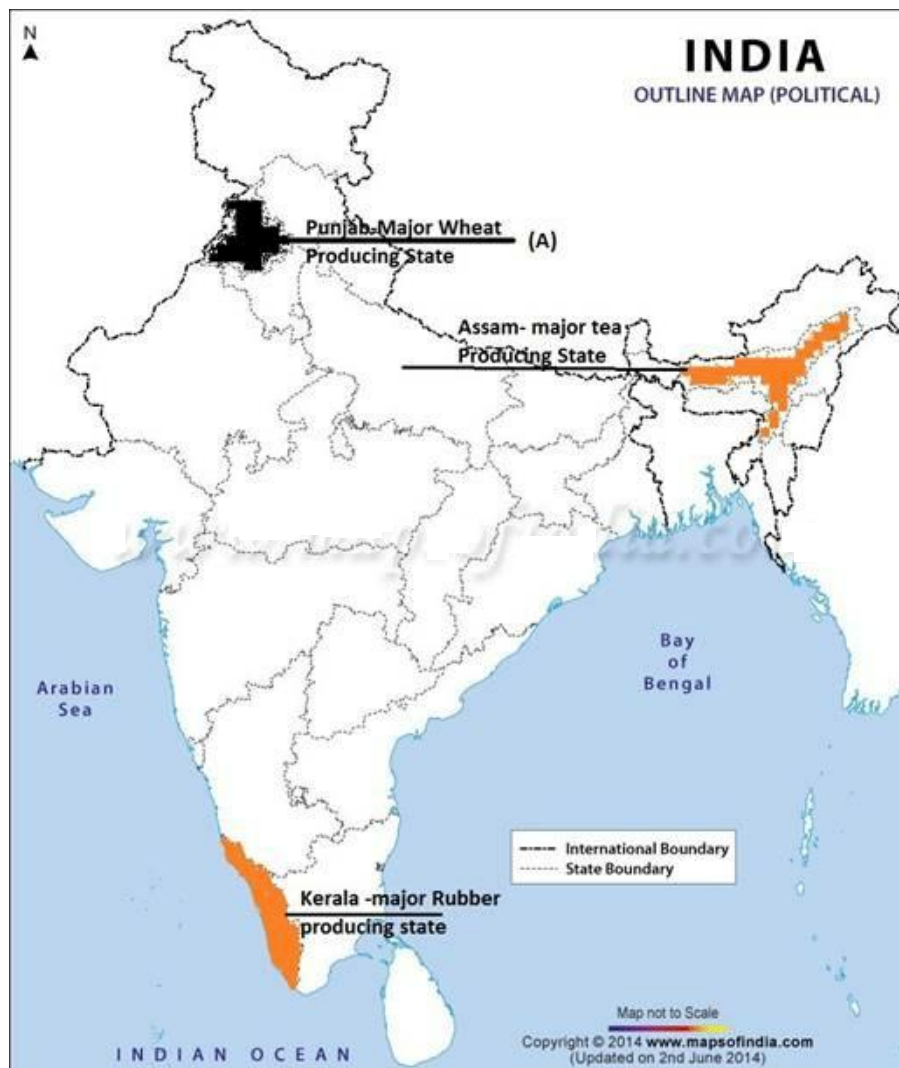 N
INDIA
OUTLINE MAP (POLITICAL)
Punjab-Major Wheat
(A)
Producing State
Assam- major tea
Producing State
Arabian
Sea
Bay
of
Bengal
International Boundary
State Boundary
Kerala -major Rubber
producing state
Map not to Scale
Copyright © 2014 www.mapsofindia.com
(Updated on 2nd June 2014)
INDIAN OCEAN